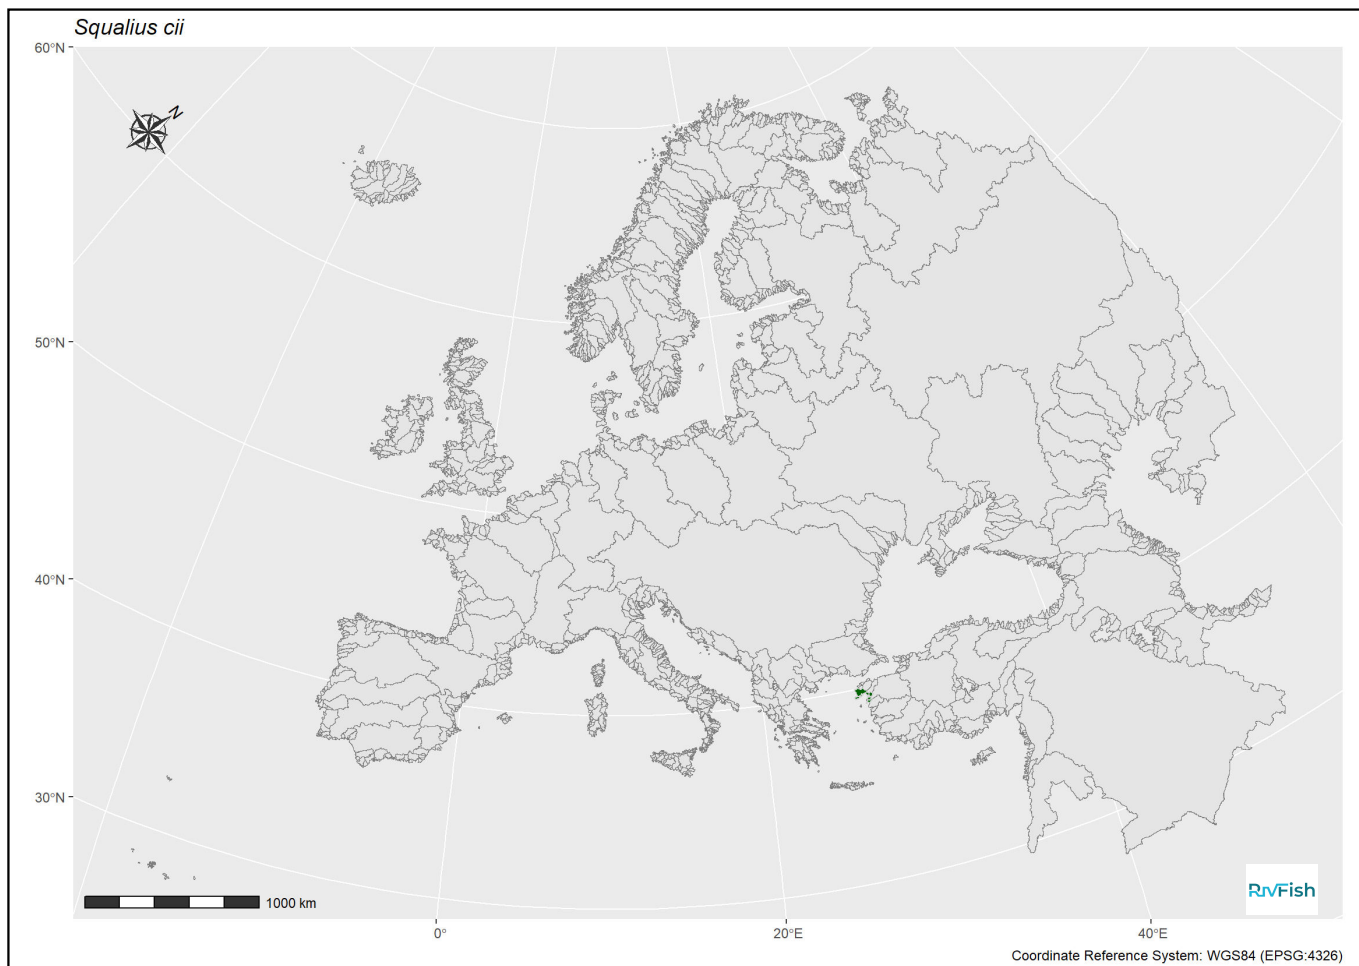 Squalius cii
60°N
N
50°N
40°N
30°N
1000 km
RivFish
0°
20°E
40°E
Coordinate Reference System: WGS84 (EPSG:4326)